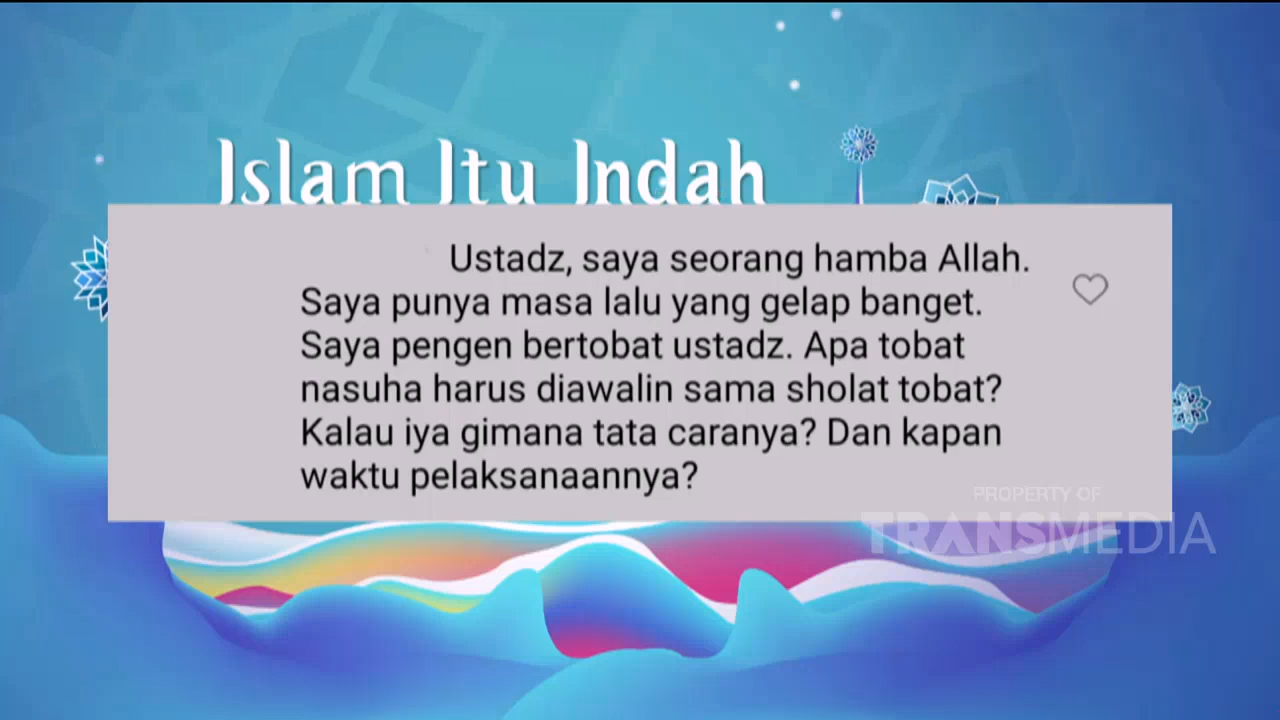 Islam Itu Indah
Ustadz, saya seorang hamba Allah.
Saya punya masa lalu yang gelap banget.
Saya pengen bertobat ustadz. Apa tobat
nasuha harus diawalin sama sholat tobat?
Kalau iya gimana tata caranya? Dan kapan
waktu pelaksanaannya?
PROPERTY OF
TRANSMEDIA